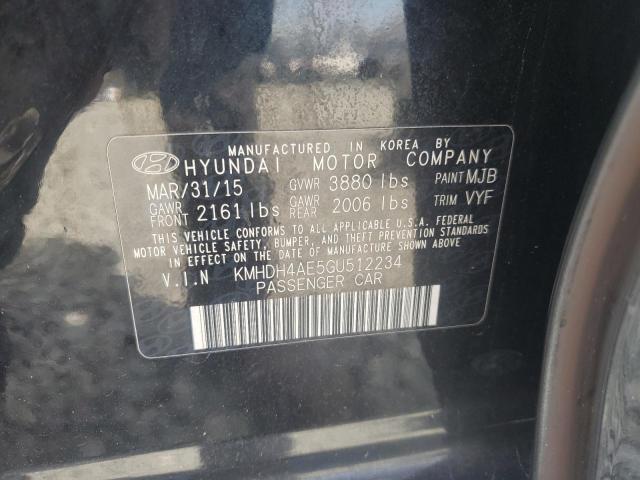 MANUFACTURED IN KOREA BY
HYUNDAI MOTOR COMPANY
MAR/31/15 GVWR 3880 lbs PAINT MJB
GAWR FRONT 2161 lbs GAWR REAR 2006 lbs TRIM VYF
THIS VEHICLE CONFORMS TO ALL APPLICABLE U.S.A. FEDERAL
MOTOR VEHICLE SAFETY, BUMPER, AND THEFT PREVENTION STANDARDS
IN EFFECT ON THE DATE OF MANUFACTURE SHOWN ABOVE.
V.I.N KMHDH4AE5GU512234
PASSENGER CAR